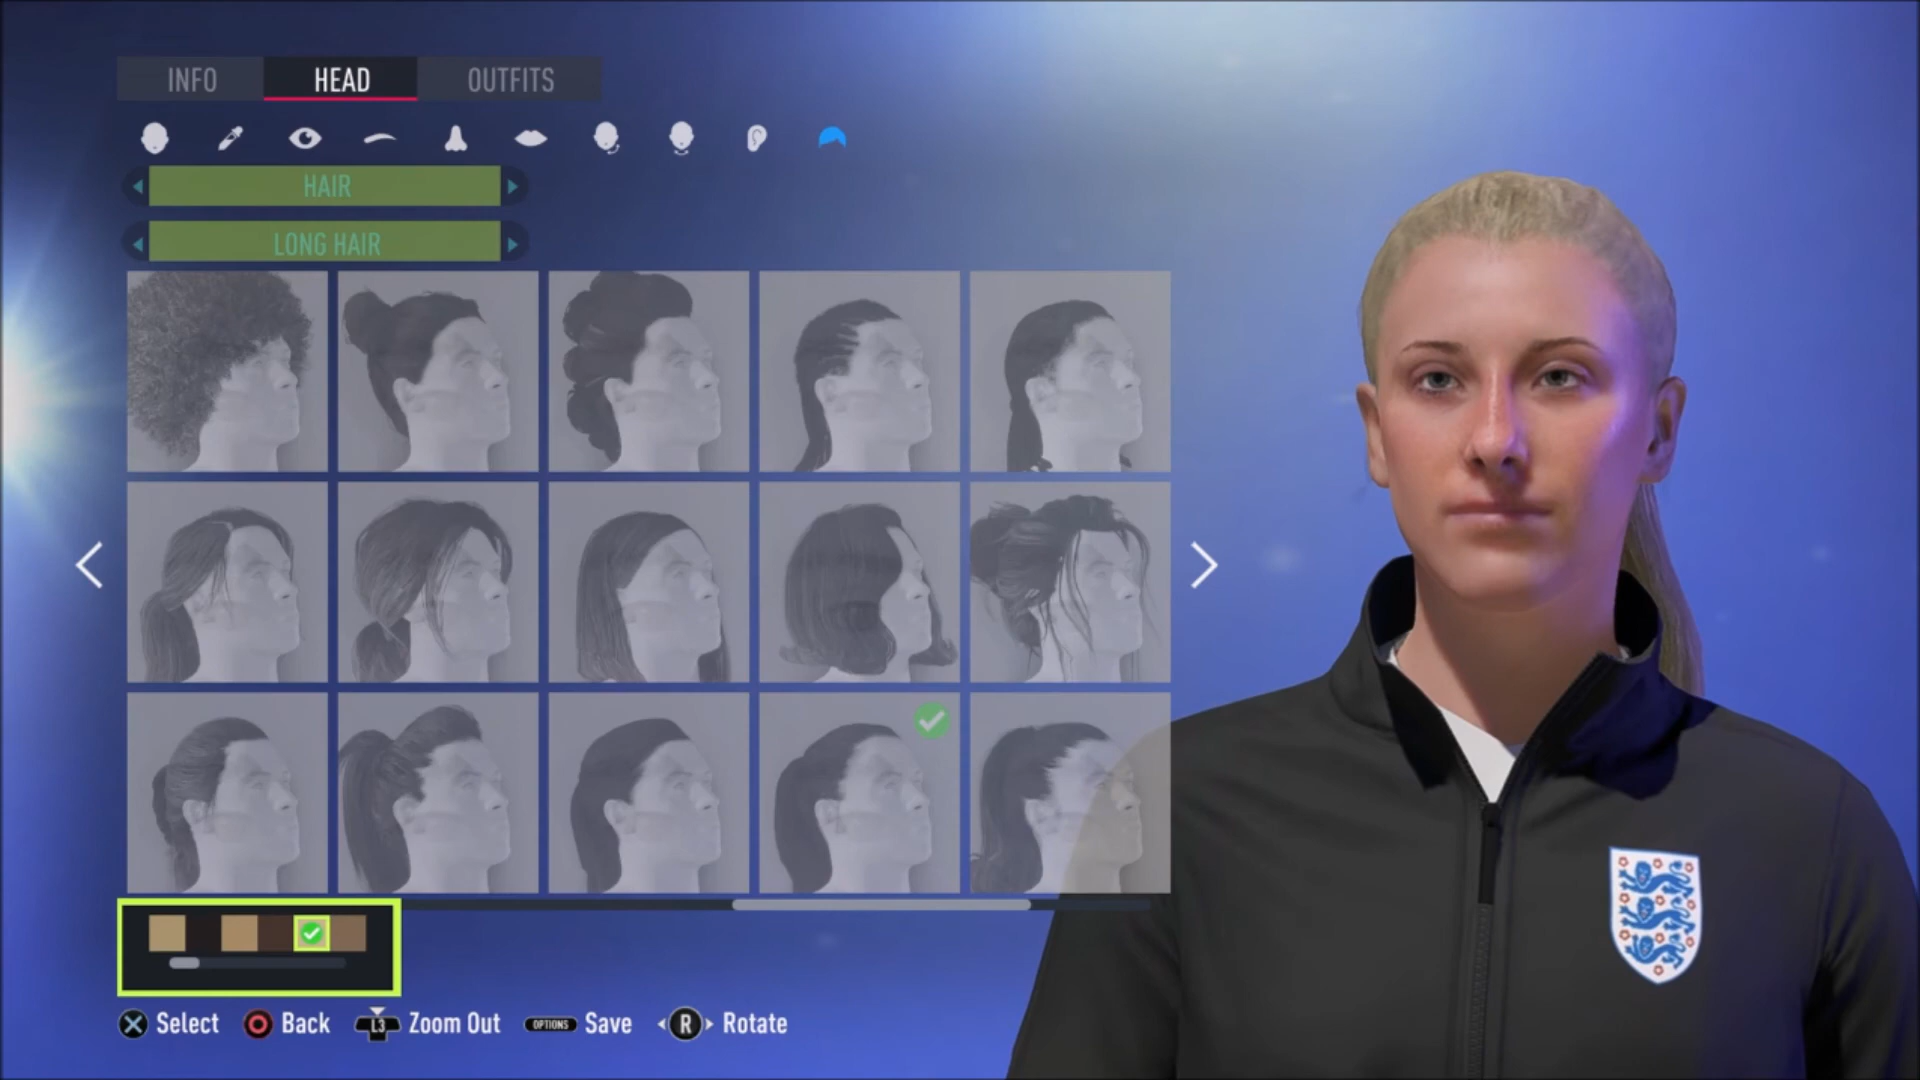 INFO HEAD OUTFITS
HAIR
LONG HAIR
Select Back L3 Zoom Out OPTIONS Save R Rotate